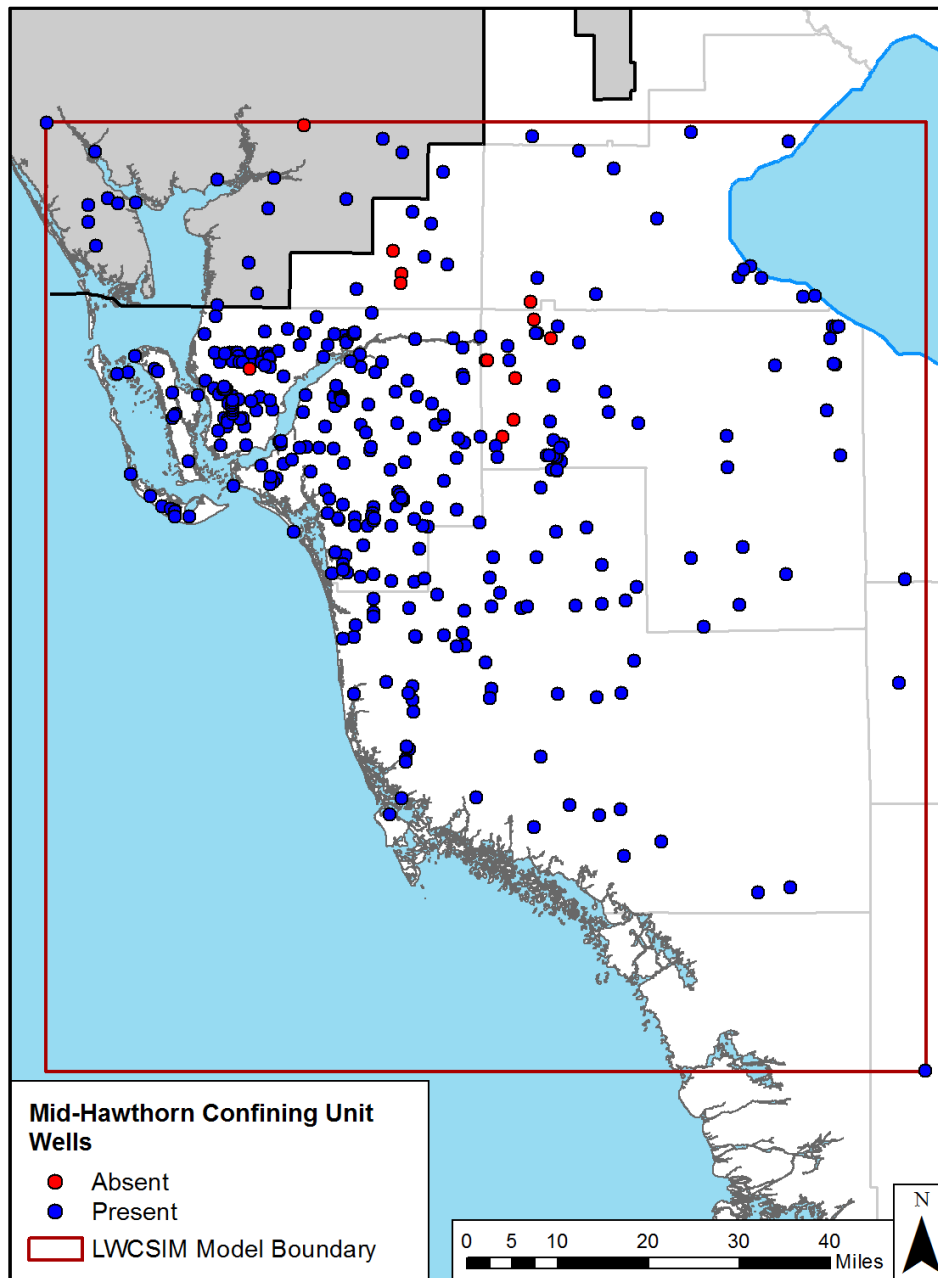 Mid-Hawthorn Confining Unit
Wells
Absent
Present
LWCSIM Model Boundary
0 5 10 20 30 40
Miles
N